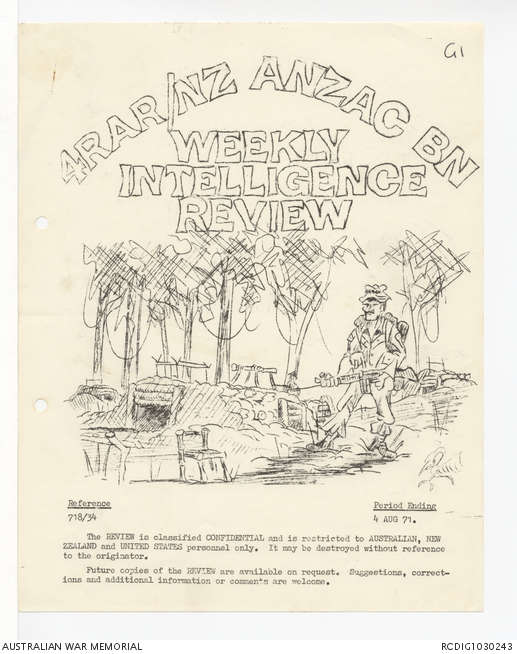 G1
4RAR/NZ ANZAC BN
WEEKLY
INTELLIGENCE
REVIEW
Reference
Period Ending
718/34
4 AUG 71.
The REVIEW is classified CONFIDENTIAL and is restricted to AUSTRALIAN, NEW
ZEALAND and UNITED STATES personnel only. It may be destroyed without reference
to the originator.
Future copies of the REVIEW are available on request. Suggestions, correct-
ions and additional information or comments are welcome.
AUSTRALIAN WAR MEMORIAL
RCDIG1030243